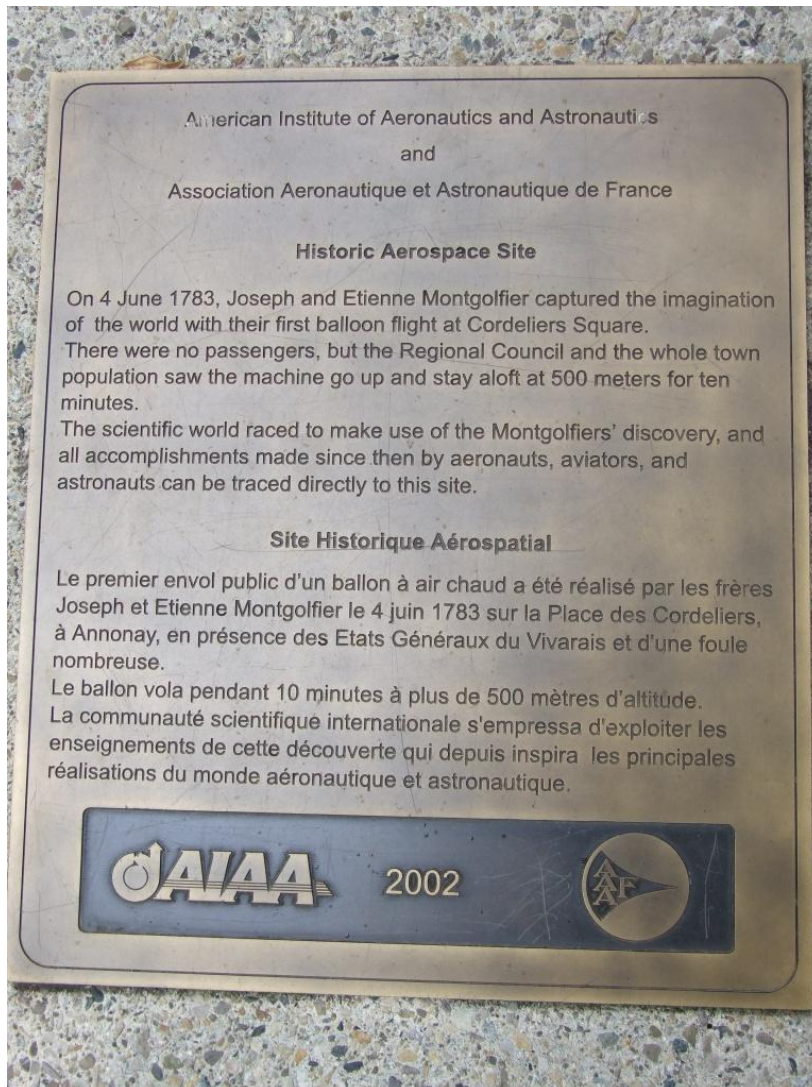 American Institute of Aeronautics and Astronautics
and
Association Aeronautique et Astronautique de France
Historic Aerospace Site
On 4 June 1783, Joseph and Etienne Montgolfier captured the imagination
of the world with their first balloon flight at Cordeliers Square.
There were no passengers, but the Regional Council and the whole town
population saw the machine go up and stay aloft at 500 meters for ten
minutes.
The scientific world raced to make use of the Montgolfiers' discovery, and
all accomplishments made since then by aeronauts, aviators, and
astronauts can be traced directly to this site.
Site Historique Aérospatial
Le premier envol public d'un ballon à air chaud a été réalisé par les frères
Joseph et Etienne Montgolfier le 4 juin 1783 sur la Place des Cordeliers,
à Annonay, en présence des Etats Généraux du Vivarais et d'une foule
nombreuse.
Le ballon vola pendant 10 minutes à plus de 500 mètres d'altitude.
La communauté scientifique internationale s'empressa d'exploiter les
enseignements de cette découverte qui depuis inspira les principales
réalisations du monde aéronautique et astronautique.
AIAA 2002 AAAF